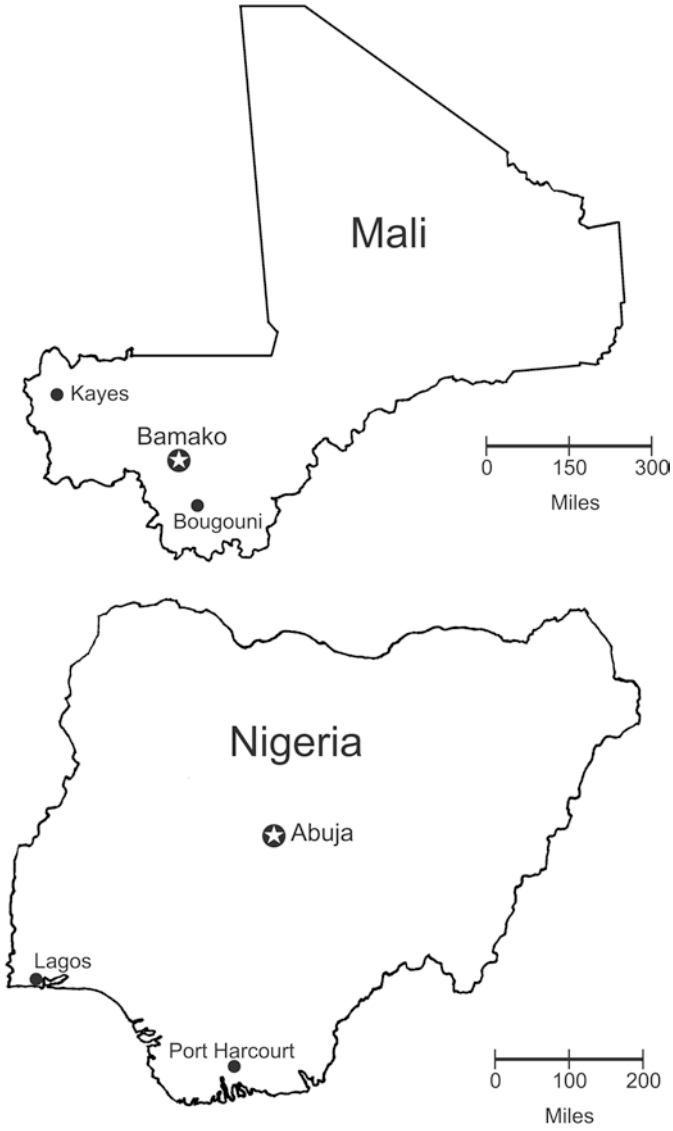 Mali
Kayes
Bamako
Bougouni
0 150 300
Miles
Nigeria
Abuja
Lagos
Port Harcourt
0 100 200
Miles